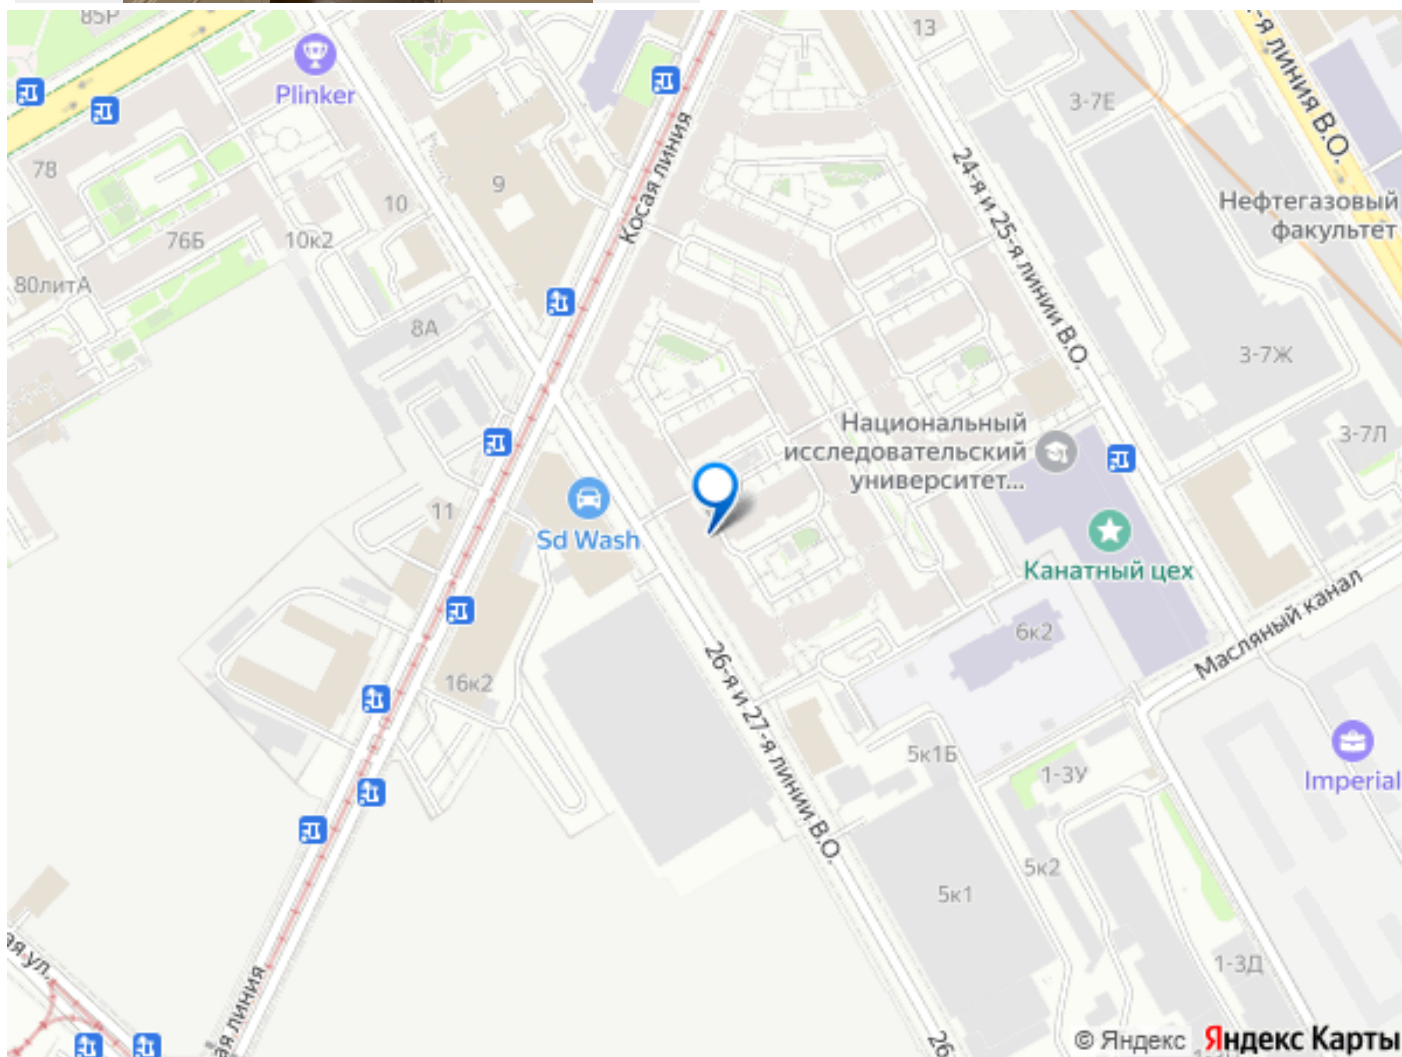 85Р
Plinker
78
76Б
10
10к2
80литА
8А
9
Косая линия
13
3-7Е
-я линия В.О.
24-я и 25-я линии В.О.
Нефтегазовый
факультет
3-7Ж
3-7Л
Национальный
исследовательский
университет...
Канатный цех
11
Sd Wash
16к2
26-я и 27-я линии В.О.
6к2
Масляный канал
5к1Б
1-3У
Imperial
5к2
5к1
1-3Д
ая ул.
ая линия
26
© Яндекс Яндекс Карты